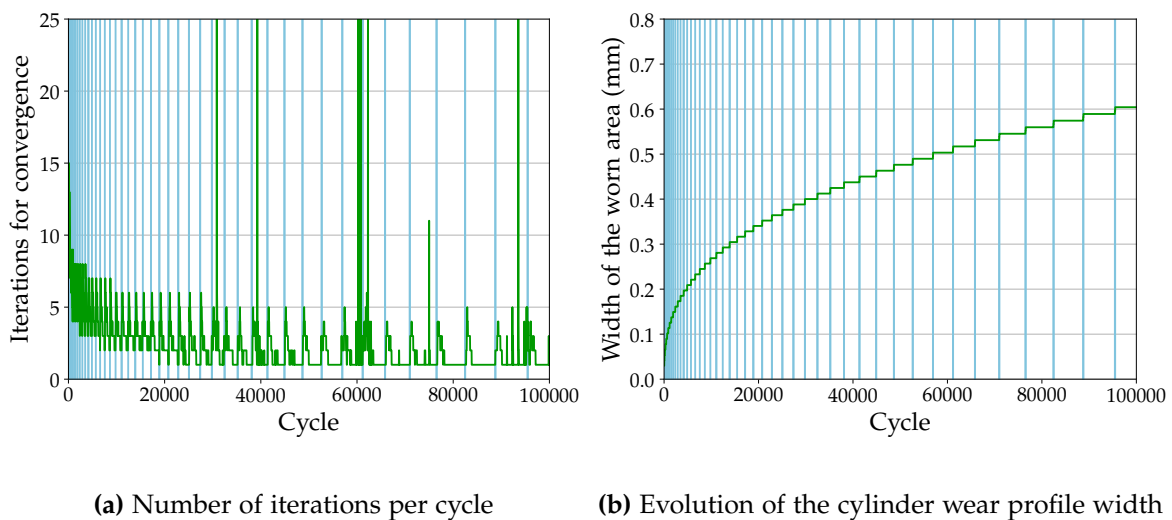 Iterations for convergence
25
20
15
10
5
0
0 20000 40000 60000 80000 100000
Cycle
(a) Number of iterations per cycle
Width of the worn area (mm)
0.8
0.7
0.6
0.5
0.4
0.3
0.2
0.1
0.0
0 20000 40000 60000 80000 100000
Cycle
(b) Evolution of the cylinder wear profile width